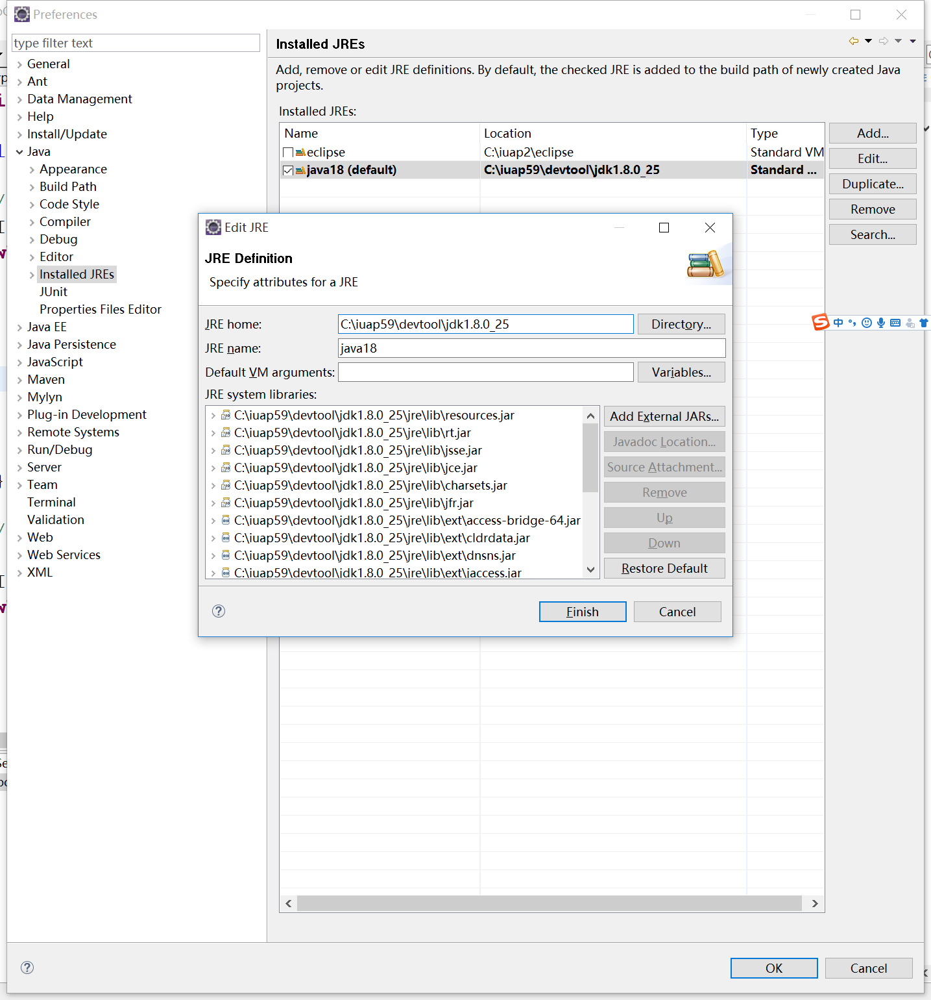 Preferences
type filter text
General
Ant
Data Management
Help
Install/Update
Java
Appearance
Build Path
Code Style
Compiler
Debug
Editor
Installed JREs
JUnit
Properties Files Editor
Java EE
Java Persistence
JavaScript
Maven
Mylyn
Plug-in Development
Remote Systems
Run/Debug
Server
Team
Terminal
Validation
Web
Web Services
XML
Installed JREs
Add, remove or edit JRE definitions. By default, the checked JRE is added to the build path of newly created Java
projects.
Installed JREs:
Name Location Type
eclipse C:\iuap2\eclipse Standard VM
java18 (default) C:\iuap59\devtool\jdk1.8.0_25 Standard ...
Add...
Edit...
Duplicate...
Remove
Search...
Edit JRE
JRE Definition
Specify attributes for a JRE
JRE home: C:\iuap59\devtool\jdk1.8.0_25 Directory...
JRE name: java18
Default VM arguments: Variables...
JRE system libraries:
C:\iuap59\devtool\jdk1.8.0_25\jre\lib\resources.jar
C:\iuap59\devtool\jdk1.8.0_25\jre\lib\rt.jar
C:\iuap59\devtool\jdk1.8.0_25\jre\lib\jsse.jar
C:\iuap59\devtool\jdk1.8.0_25\jre\lib\jce.jar
C:\iuap59\devtool\jdk1.8.0_25\jre\lib\charsets.jar
C:\iuap59\devtool\jdk1.8.0_25\jre\lib\jfr.jar
C:\iuap59\devtool\jdk1.8.0_25\jre\lib\ext\access-bridge-64.jar
C:\iuap59\devtool\jdk1.8.0_25\jre\lib\ext\cldrdata.jar
C:\iuap59\devtool\jdk1.8.0_25\jre\lib\ext\dnsns.jar
C:\iuap59\devtool\jdk1.8.0_25\jre\lib\ext\jaccess.jar
Add External JARs...
Javadoc Location...
Source Attachment...
Remove
Up
Down
Restore Default
Finish Cancel
S 中
OK Cancel